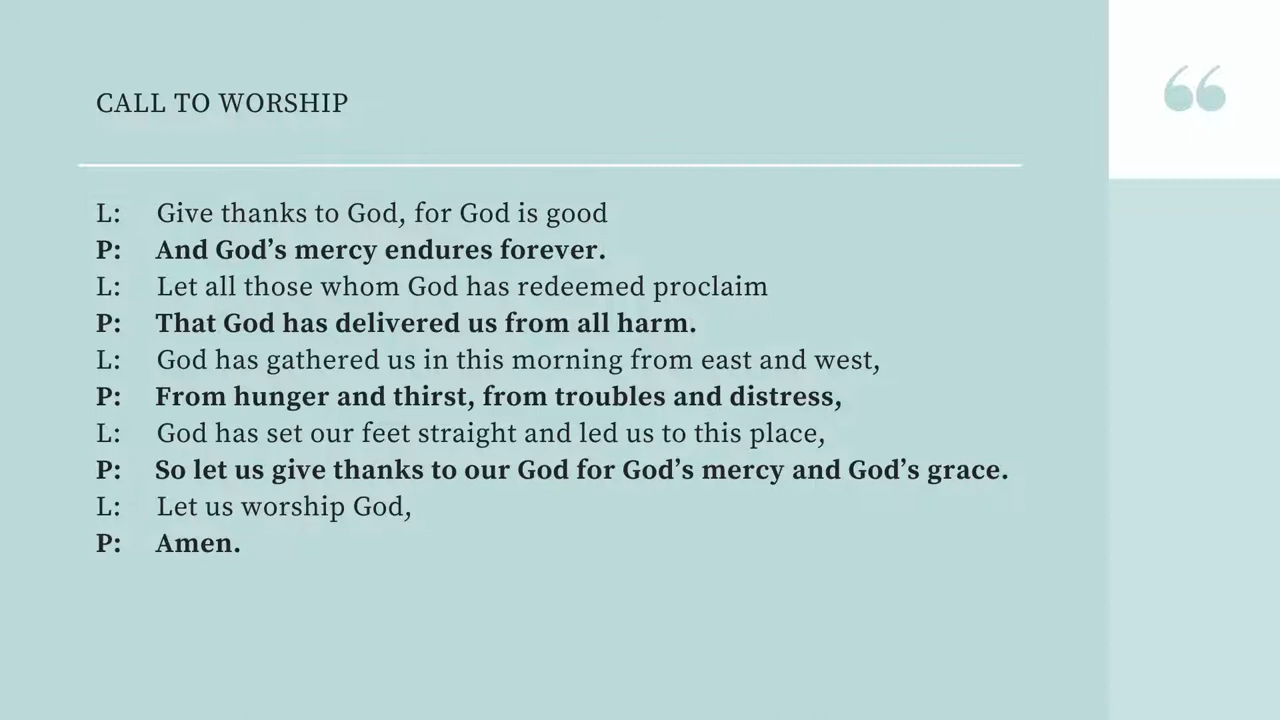 CALL TO WORSHIP
“
L: Give thanks to God, for God is good
P: And God’s mercy endures forever.
L: Let all those whom God has redeemed proclaim
P: That God has delivered us from all harm.
L: God has gathered us in this morning from east and west,
P: From hunger and thirst, from troubles and distress,
L: God has set our feet straight and led us to this place,
P: So let us give thanks to our God for God’s mercy and God’s grace.
L: Let us worship God,
P: Amen.